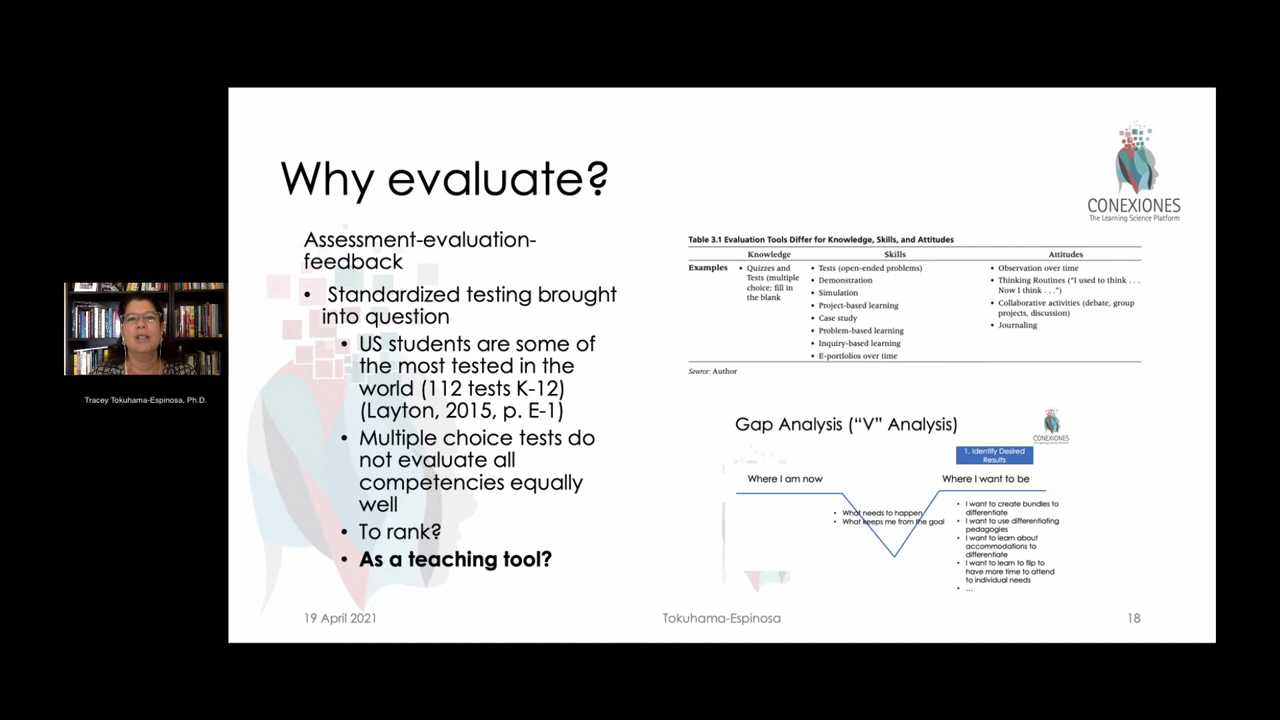 Why evaluate?
CONEXIONES
The Learning Science Platform
Assessment-evaluation-
feedback
• Standardized testing brought
into question
• US students are some of
the most tested in the
world (112 tests K-12)
(Layton, 2015, p. E-1)
• Multiple choice tests do
not evaluate all
competencies equally
well
• To rank?
• As a teaching tool?
Table 3.1 Evaluation Tools Differ for Knowledge, Skills, and Attitudes
Knowledge Skills Attitudes
Examples
• Quizzes and
Tests (multiple
choice; fill in
the blank
• Tests (open-ended problems)
• Demonstration
• Simulation
• Project-based learning
• Case study
• Problem-based learning
• Inquiry-based learning
• E-portfolios over time
• Observation over time
• Thinking Routines ("I used to think . . .
Now I think . . .")
• Collaborative activities (debate, group
projects, discussion)
• Journaling
Source: Author
Gap Analysis ("V" Analysis)
CONEXIONES
1. Identify Desired
Results
Where I am now
Where I want to be
• What needs to happen
• What keeps me from the goal
• I want to create bundles to
differentiate
• I want to use differentiating
pedagogies
• I want to learn about
accommodations to
differentiate
• I want to learn to flip to
have more time to attend
to individual needs
• ...
Tracey Tokuhama-Espinosa, Ph.D.
19 April 2021
Tokuhama-Espinosa
18